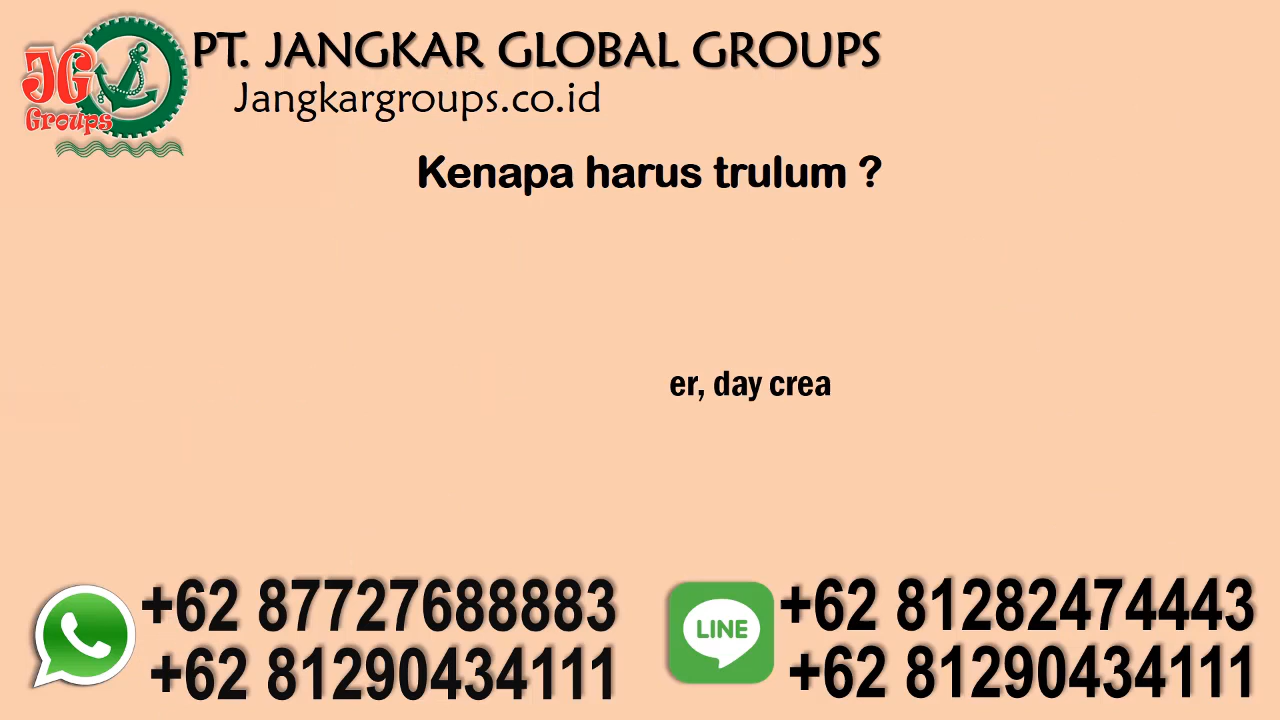 JG
Groups
PT. JANGKAR GLOBAL GROUPS
Jangkargroups.co.id
Kenapa harus trulum ?
er, day crea
+62 87727688883
+62 81290434111
LINE
+62 81282474443
+62 81290434111